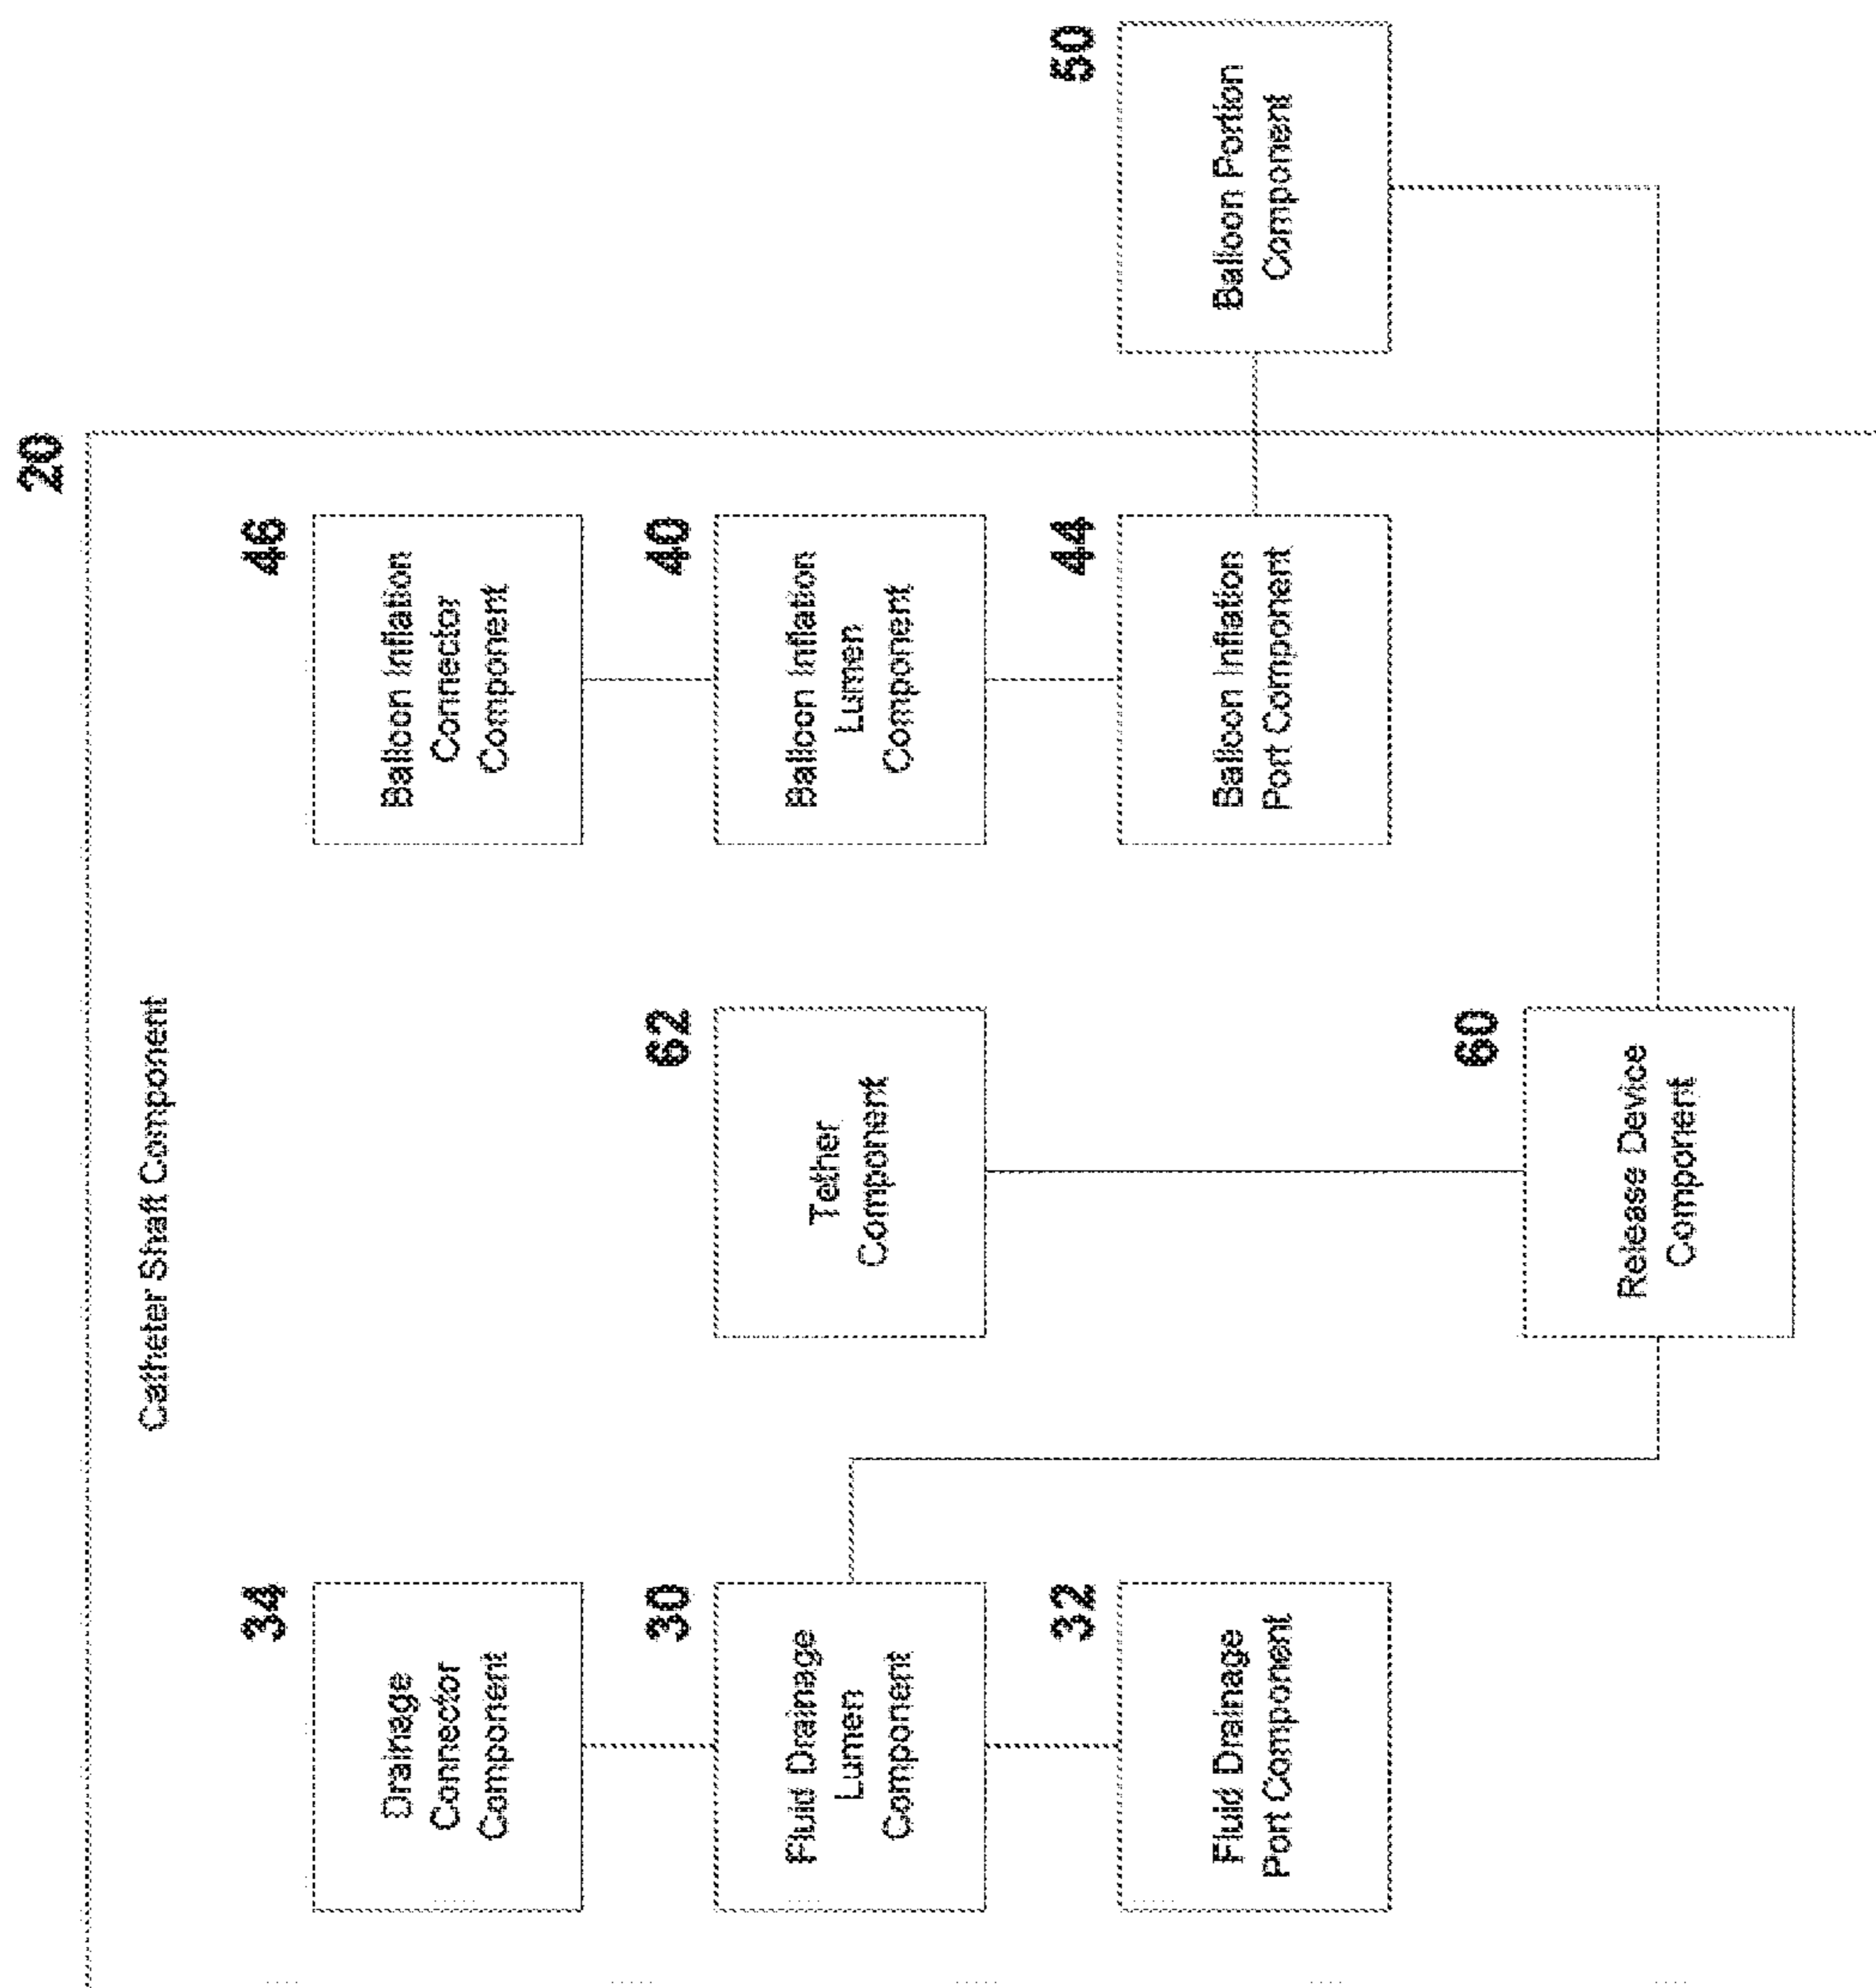 20
Catheter Shaft Component
34
Drainage
Connector
Component
46
Balloon Inflation
Connector
Component
30
Fluid Drainage
Lumen
Component
62
Tether
Component
40
Balloon Inflation
Lumen
Component
32
Fluid Drainage
Port Component
44
Balloon Inflation
Port Component
50
Balloon Portion
Component
60
Release Device
Component